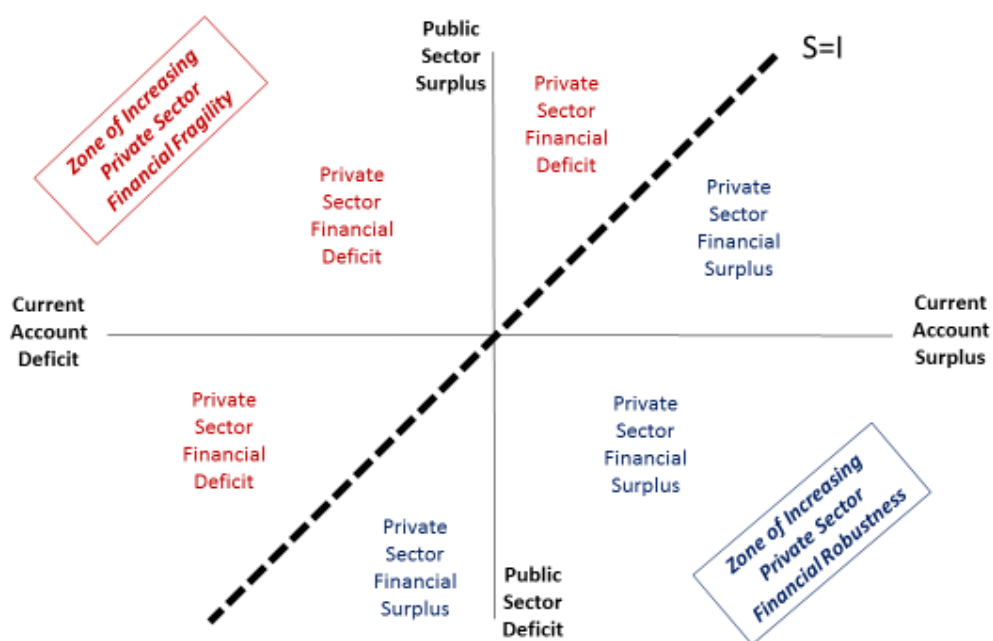 Public
Sector
Surplus
S=I
Zone of Increasing
Private Sector
Financial Fragility
Private
Sector
Financial
Deficit
Private
Sector
Financial
Deficit
Private
Sector
Financial
Surplus
Current
Account
Deficit
Current
Account
Surplus
Private
Sector
Financial
Deficit
Private
Sector
Financial
Surplus
Private
Sector
Financial
Surplus
Zone of Increasing
Private Sector
Financial Robustness
Public
Sector
Deficit